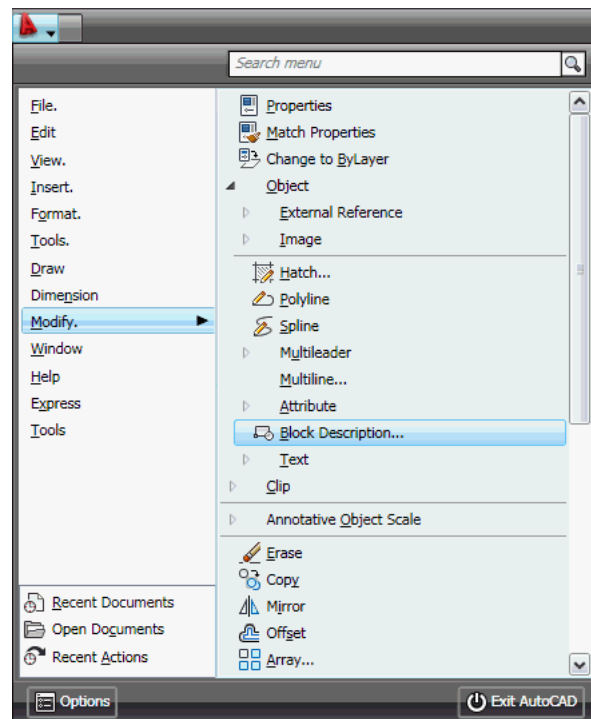 Search menu
File.
Edit
View.
Insert.
Format.
Tools.
Draw
Dimension
Modify.
Window
Help
Express
Tools
Recent Documents
Open Documents
Recent Actions
Properties
Match Properties
Change to ByLayer
Object
External Reference
Image
Hatch...
Polyline
Spline
Multileader
Multiline...
Attribute
Block Description...
Text
Clip
Annotative Object Scale
Erase
Copy
Mirror
Offset
Array...
Options
Exit AutoCAD